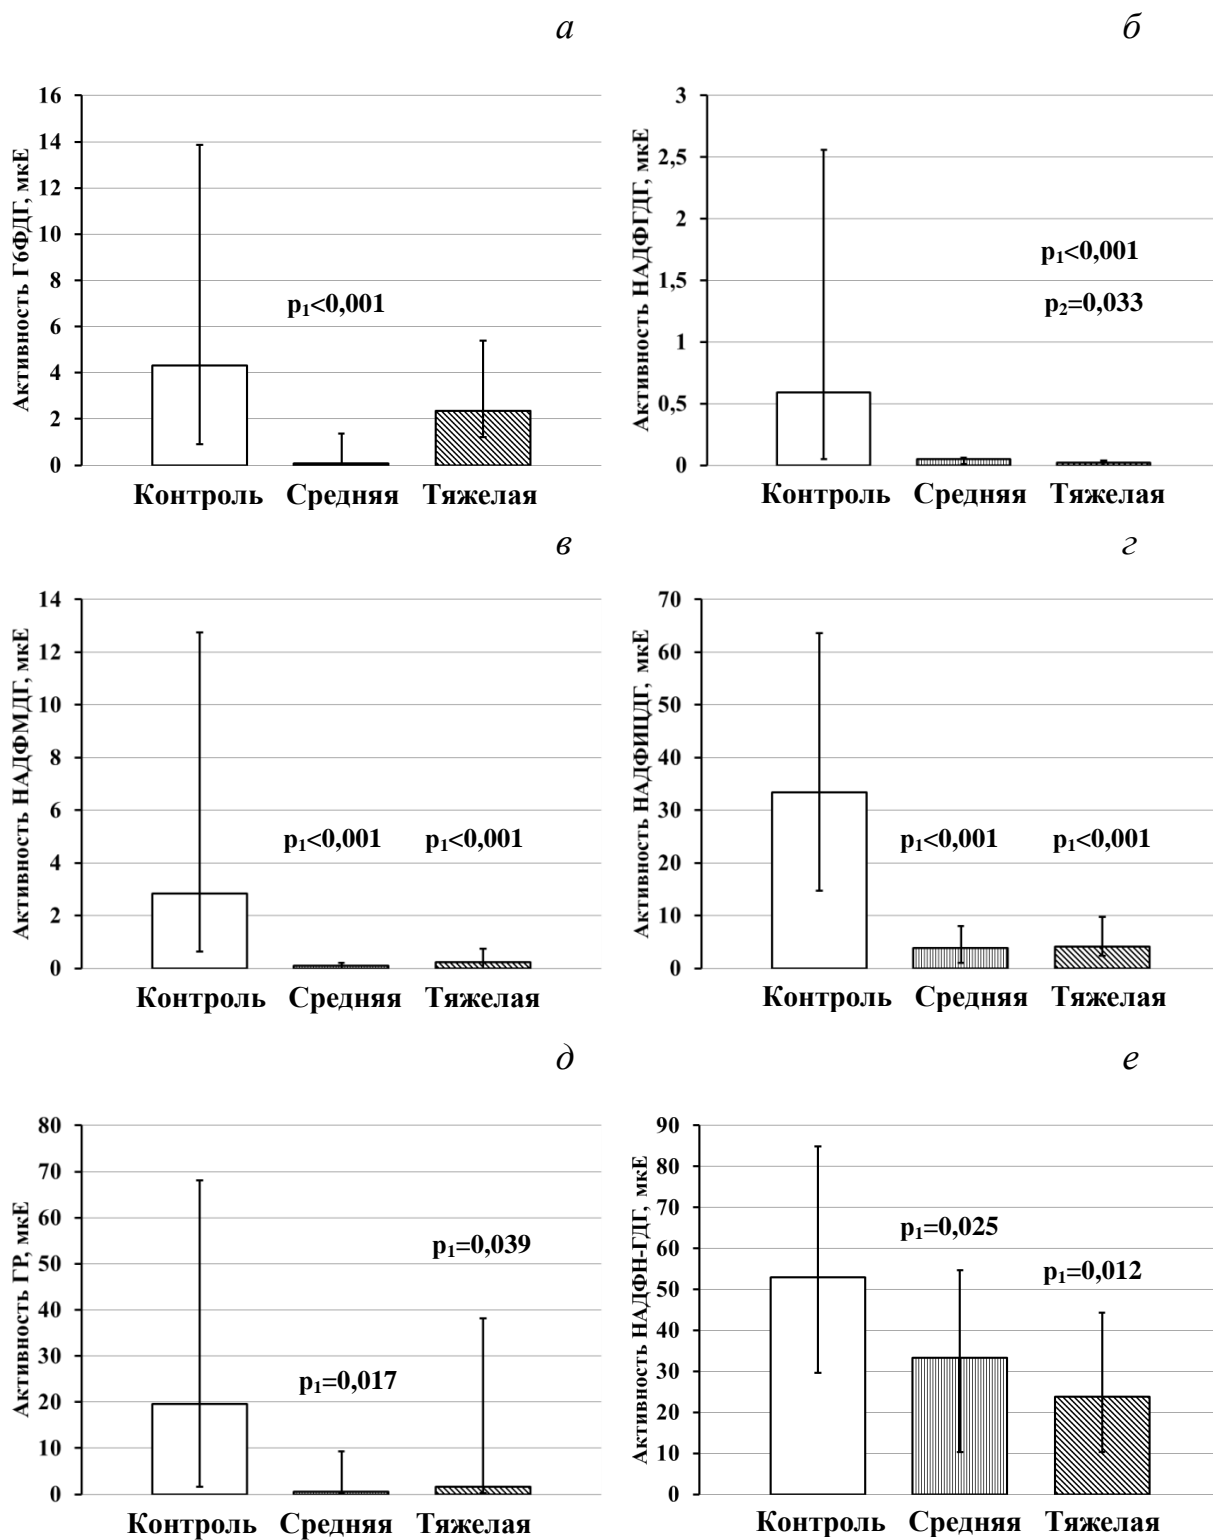 а
Активность Г6ФДГ, мкЕ
16
14
12
10
8
6
4
2
0
p₁<0,001
Контроль Средняя Тяжелая
б
Активность НАДФГДГ, мкЕ
3
2,5
2
1,5
1
0,5
0
p₁<0,001
p₂=0,033
Контроль Средняя Тяжелая
в
Активность НАДФМДГ, мкЕ
14
12
10
8
6
4
2
0
p₁<0,001 p₁<0,001
Контроль Средняя Тяжелая
г
Активность НАДФИЦДГ, мкЕ
70
60
50
40
30
20
10
0
p₁<0,001 p₁<0,001
Контроль Средняя Тяжелая
д
Активность ГР, мкЕ
80
70
60
50
40
30
20
10
0
p₁=0,039
p₁=0,017
Контроль Средняя Тяжелая
е
Активность НАДФН-ГДГ, мкЕ
90
80
70
60
50
40
30
20
10
0
p₁=0,025
p₁=0,012
Контроль Средняя Тяжелая